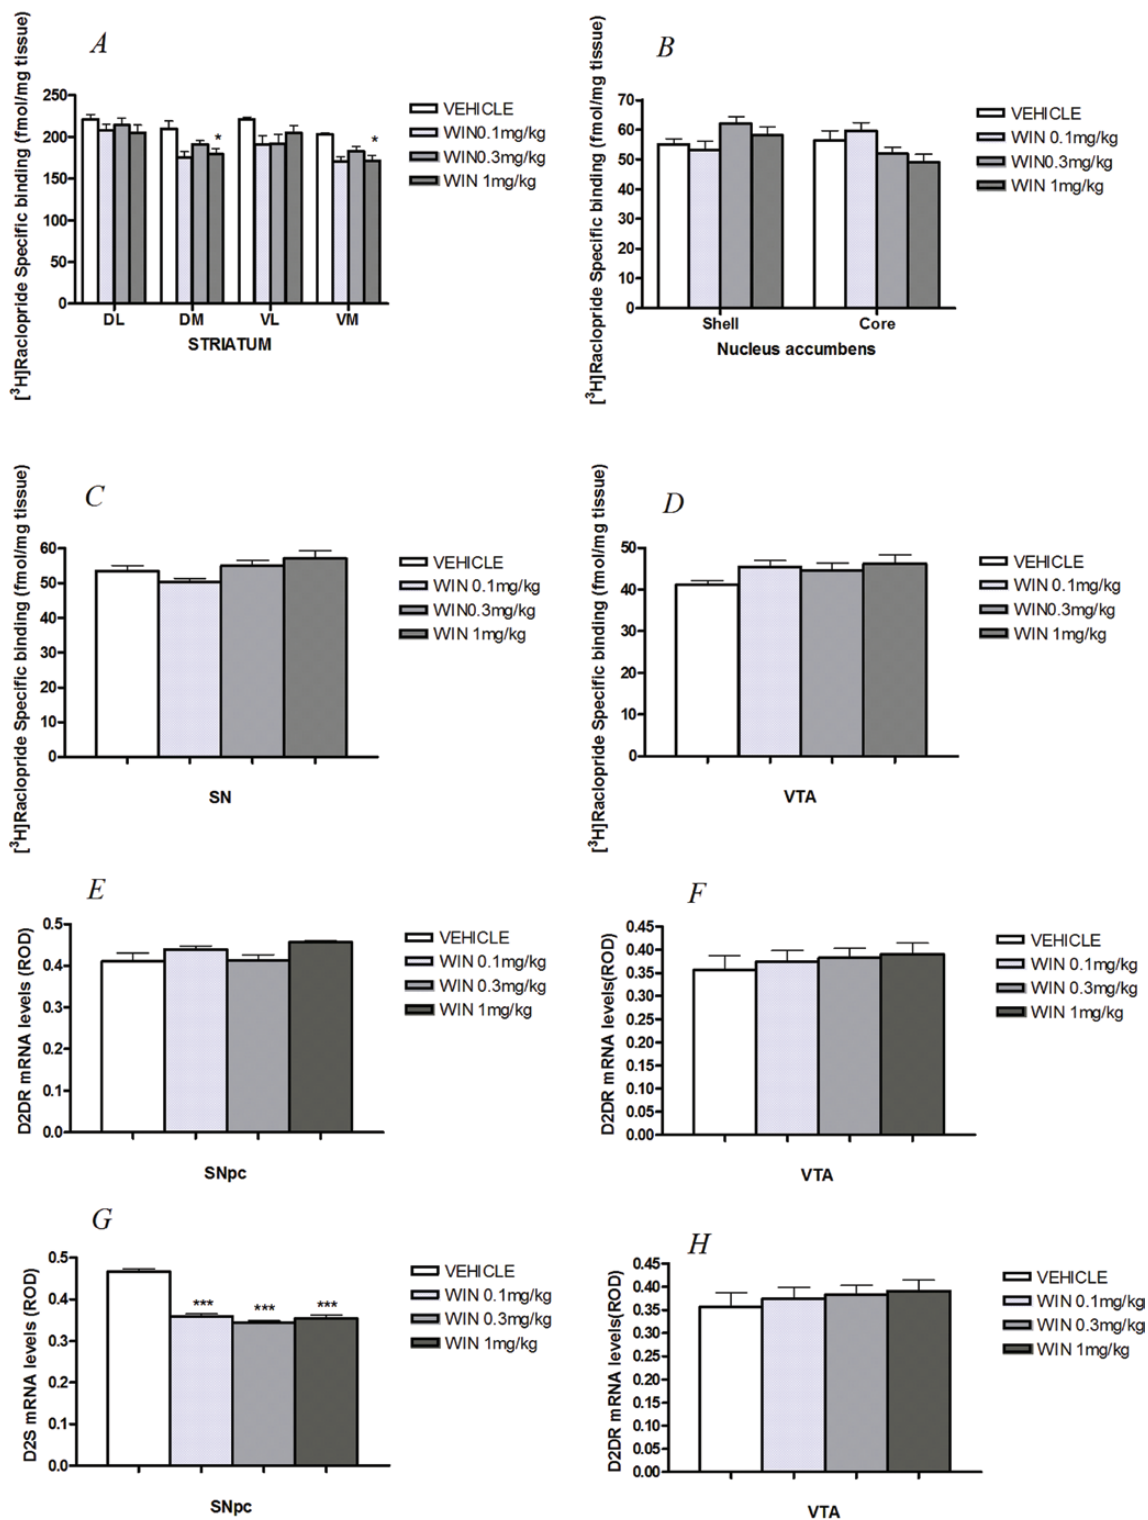 A
[³H]Raclopride Specific binding (fmol/mg tissue)
250
200
150
100
50
0
*
*
DL DM VL VM
STRIATUM
VEHICLE
WIN0.1mg/kg
WIN0.3mg/kg
WIN 1mg/kg
B
[³H]Raclopride Specific binding (fmol/mg tissue)
70
60
50
40
30
20
10
0
Shell Core
Nucleus accumbens
VEHICLE
WIN 0.1mg/kg
WIN0.3mg/kg
WIN 1mg/kg
C
[³H]Raclopride Specific binding (fmol/mg tissue)
60
50
40
30
20
10
0
SN
VEHICLE
WIN 0.1mg/kg
WIN0.3mg/kg
WIN 1mg/kg
D
[³H]Raclopride Specific binding (fmol/mg tissue)
50
40
30
20
10
0
VTA
VEHICLE
WIN 0.1mg/kg
WIN0.3mg/kg
WIN 1mg/kg
E
D2DR mRNA levels (ROD)
0.5
0.4
0.3
0.2
0.1
0.0
SNpc
VEHICLE
WIN 0.1mg/kg
WIN 0.3mg/kg
WIN 1mg/kg
F
D2DR mRNA levels(ROD)
0.45
0.40
0.35
0.30
0.25
0.20
0.15
0.10
0.05
0.00
VTA
VEHICLE
WIN 0.1mg/kg
WIN 0.3mg/kg
WIN 1mg/kg
G
D2S mRNA levels (ROD)
0.5
0.4
0.3
0.2
0.1
0.0
*** *** ***
SNpc
VEHICLE
WIN 0.1mg/kg
WIN 0.3mg/kg
WIN 1mg/kg
H
D2DR mRNA levels(ROD)
0.45
0.40
0.35
0.30
0.25
0.20
0.15
0.10
0.05
0.00
VTA
VEHICLE
WIN 0.1mg/kg
WIN 0.3mg/kg
WIN 1mg/kg